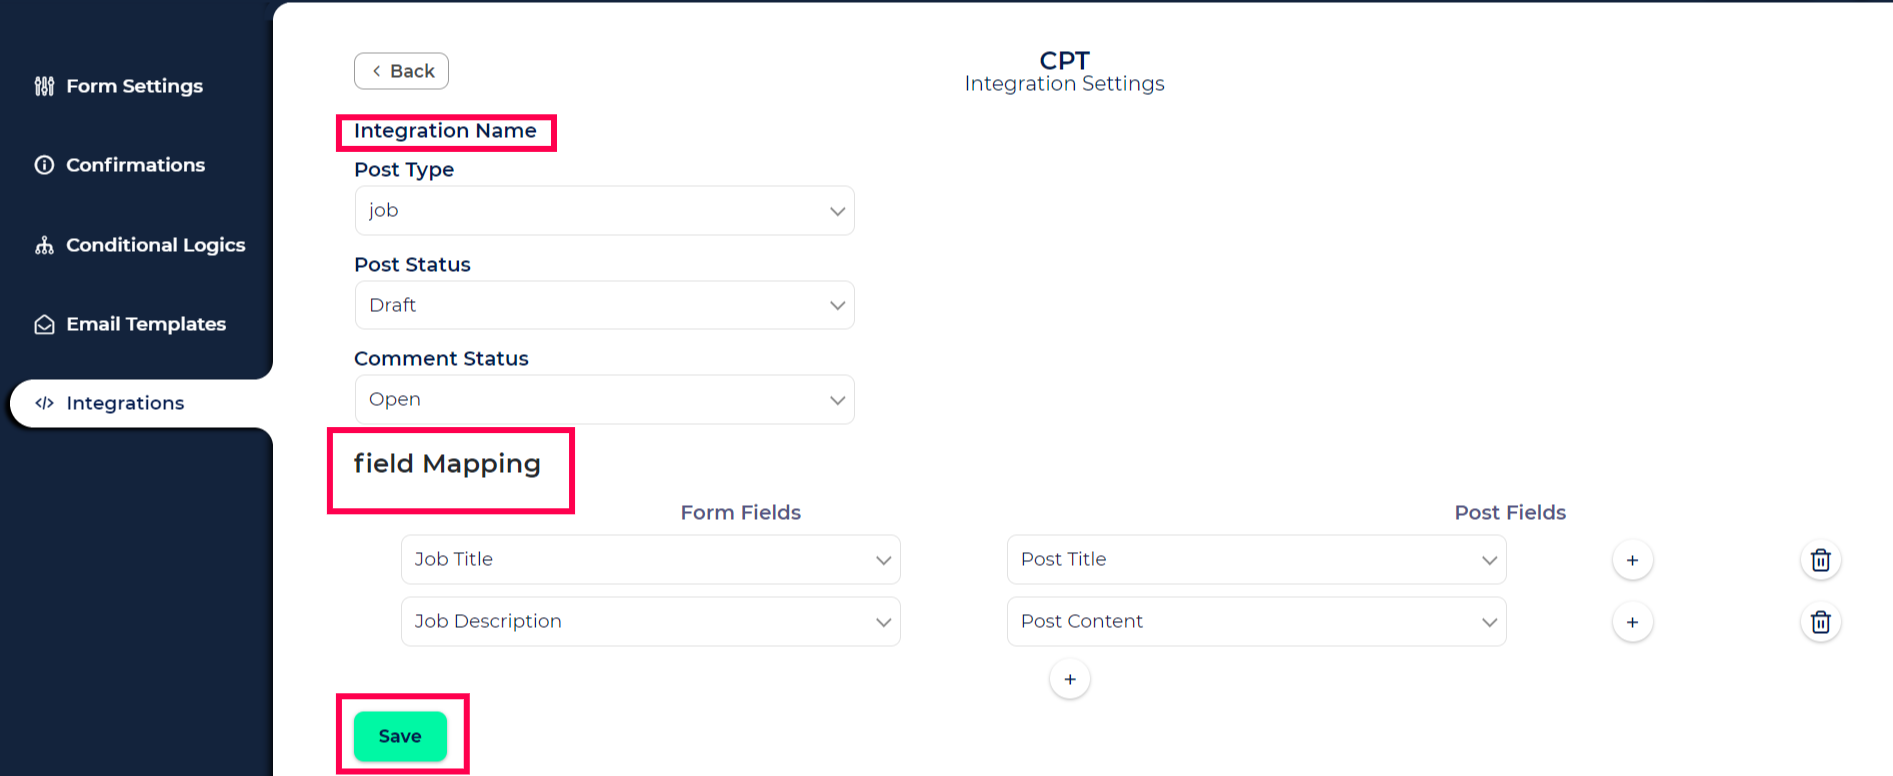 Form Settings
Confirmations
Conditional Logics
Email Templates
Integrations
Back
CPT
Integration Settings
Integration Name
Post Type
job
Post Status
Draft
Comment Status
Open
field Mapping
Form Fields Post Fields
Job Title Post Title
Job Description Post Content
Save